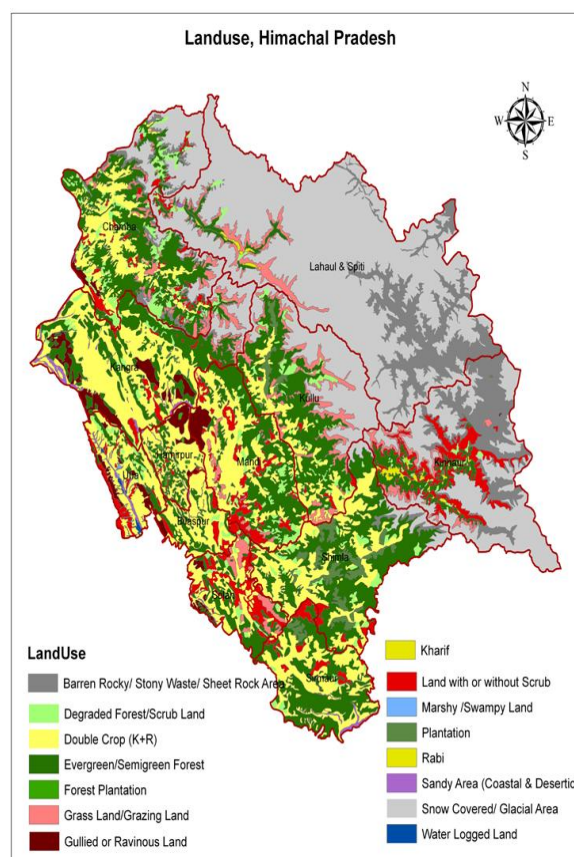 Landuse, Himachal Pradesh
N
W E
S
Chamba
Lahaul & Spiti
Kangra
Kullu
Hamirpur
Mandi
Kinnaur
Una
Bilaspur
Shimla
Solan
Sirmaur
LandUse
Barren Rocky/ Stony Waste/ Sheet Rock Area
Degraded Forest/Scrub Land
Double Crop (K+R)
Evergreen/Semigreen Forest
Forest Plantation
Grass Land/Grazing Land
Gullied or Ravinous Land
Kharif
Land with or without Scrub
Marshy /Swampy Land
Plantation
Rabi
Sandy Area (Coastal & Desertic
Snow Covered/ Glacial Area
Water Logged Land